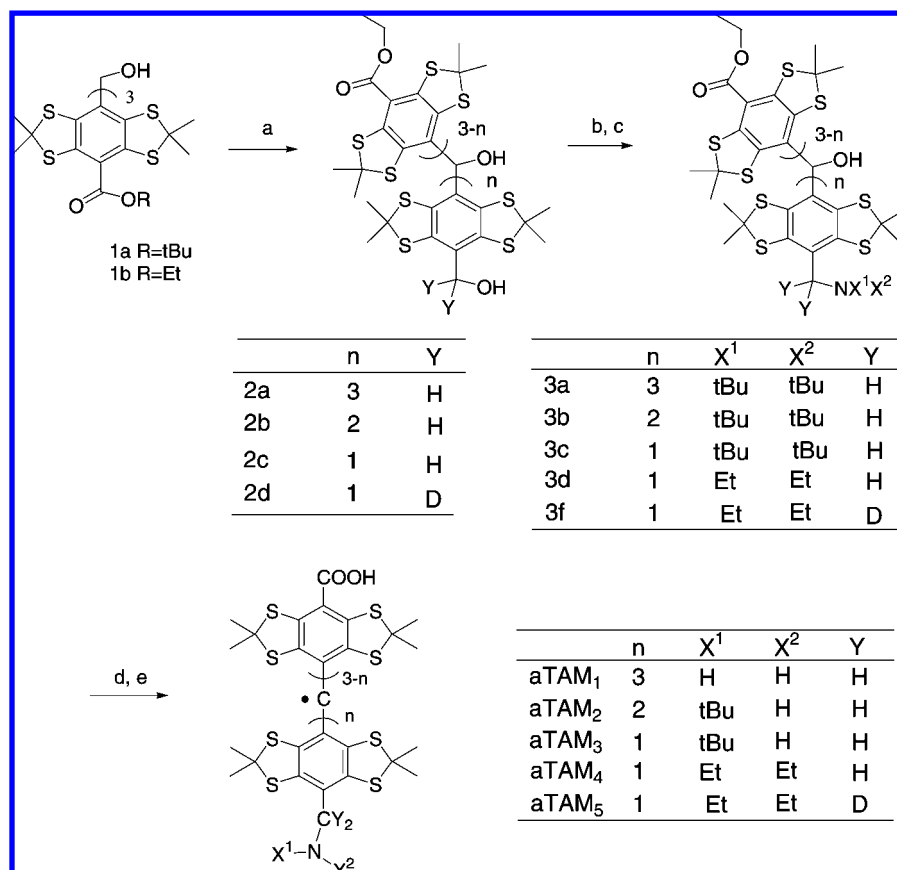 OH
3
S S
S S
O
OR
1a R=tBu
1b R=Et
a
O
O
S
S
S
S
3-n
OH
n
S S
S S
Y OH
Y
b, c
O
O
S
S
S
S
3-n
OH
n
S S
S S
Y NX¹X²
Y
n Y
2a 3 H
2b 2 H
2c 1 H
2d 1 D
n X¹ X² Y
3a 3 tBu tBu H
3b 2 tBu tBu H
3c 1 tBu tBu H
3d 1 Et Et H
3f 1 Et Et D
d, e
COOH
S S
S S
3-n
• C
n
S S
S S
CY₂
X¹ N X²
n X¹ X² Y
aTAM₁ 3 H H H
aTAM₂ 2 tBu H H
aTAM₃ 1 tBu H H
aTAM₄ 1 Et Et H
aTAM₅ 1 Et Et D